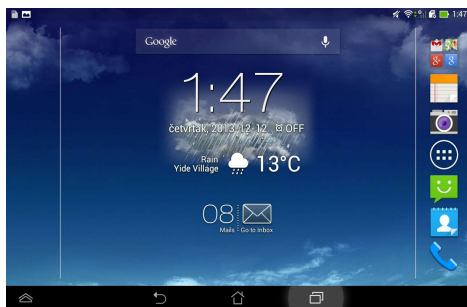 1:47
Google
1:47
četvrtak, 2013-12-12 OFF
Rain
Yide Village
13°C
08
Mails - Go to Inbox